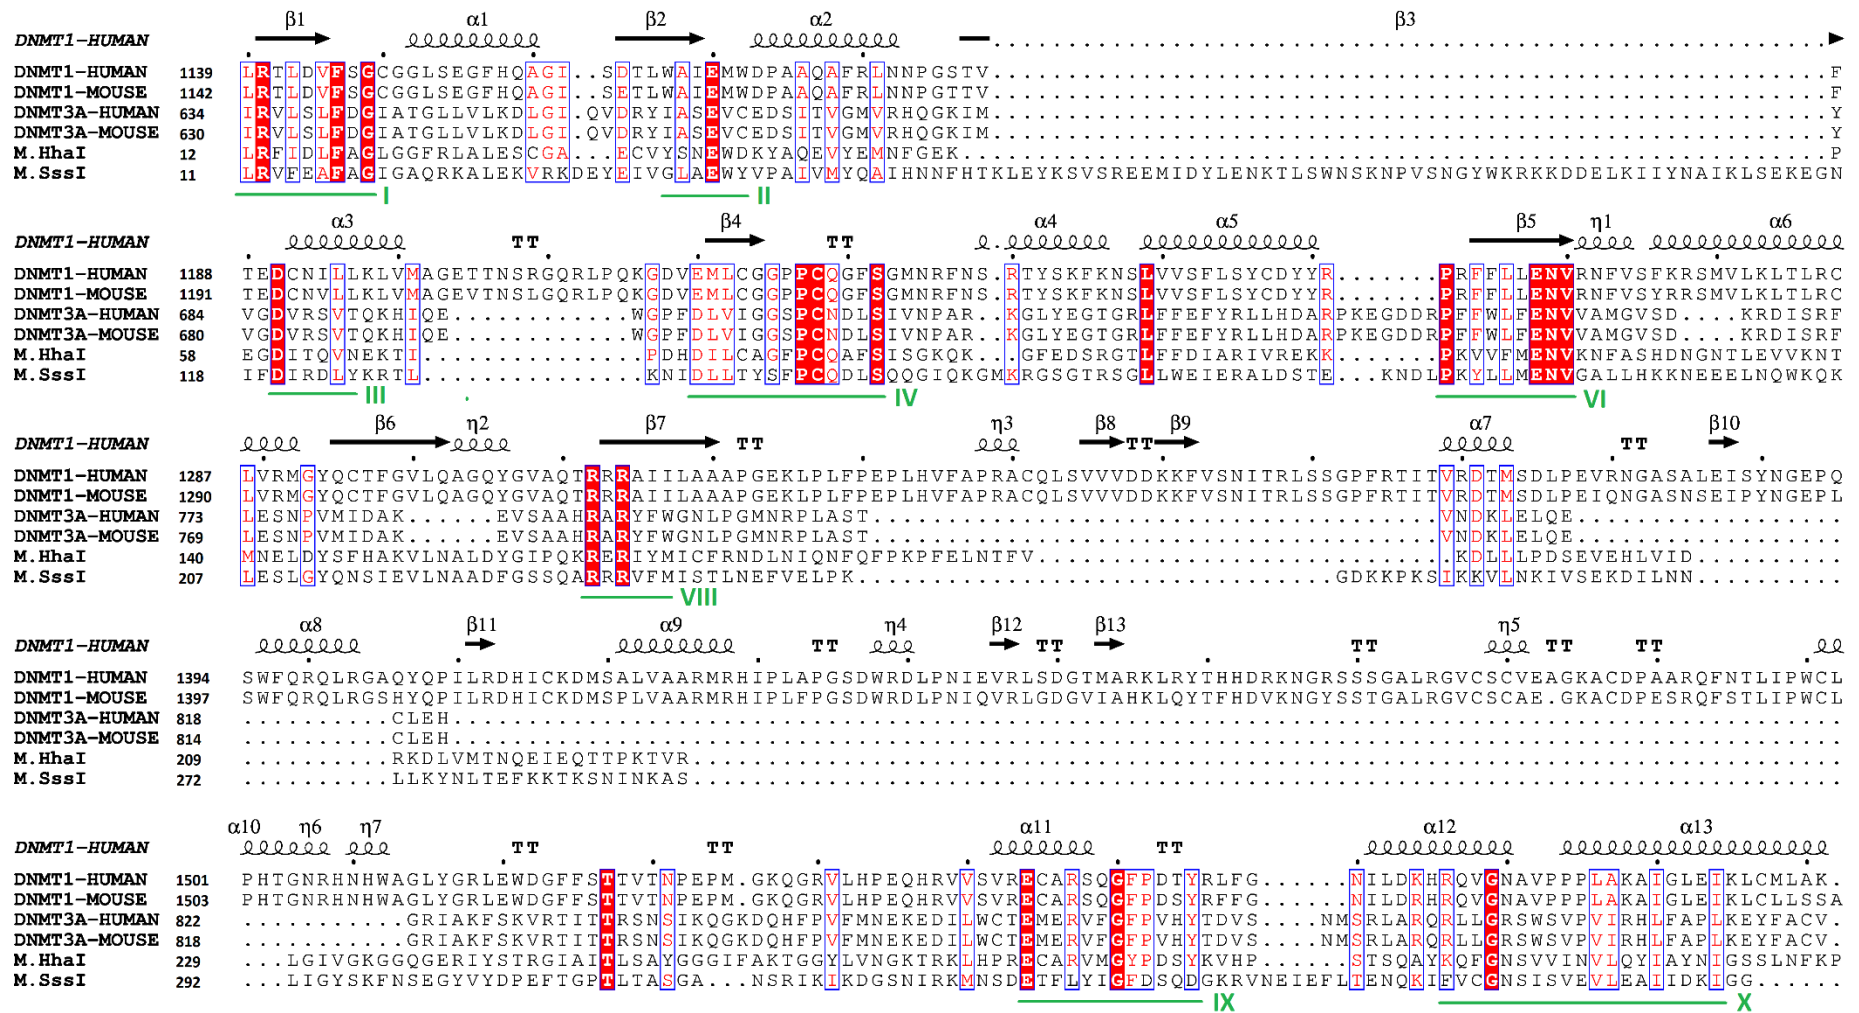 β1 α1 β2 α2 β3
DNMT1-HUMAN
DNMT1-HUMAN 1139 LRTLDVFSGCGGLSEGFHQAGI..SDTLWAIEMWDPAAQAFRLNNPGSTV........................................................F
DNMT1-MOUSE 1142 LRTLDVFSGCGGLSEGFHQAGI..SETLWAIEMWDPAAQAFRLNNPGTTV........................................................F
DNMT3A-HUMAN 634 IRVLSLFDGIATGLLVLKDLGI.QVDRYIASEVCEDSITVGMVRHQGKIM........................................................Y
DNMT3A-MOUSE 630 IRVLSLFDGIATGLLVLKDLGI.QVDRYIASEVCEDSITVGMVRHQGKIM........................................................Y
M.HhaI 12 LRFIDLFAGLGGFRLALESCGA...ECVYSNEWDKYAQEVYEMNFGEK..........................................................P
M.SssI 11 LRVFEAFAGIGAQRKALEKVRKDEYEIVGLAEWYVPAIVMYQAIHNNFHTKLEYKSVSREEMIDYLENKTLSWNSKNPVSNGYWKRKKDDELKIIYNAIKLSEKEGN
I II
α3 TT β4 TT α4 α5 β5 η1 α6
DNMT1-HUMAN
DNMT1-HUMAN 1188 TEDCNILLKLVMAGETTNSRGQRLPQKGDVEMLCGGPPCQGFSGMNRFNS.RTYSKFKNSLVVSFLSYCDYYR.......PRFFLLENVRNFVSFKRSMVLKLTLRC
DNMT1-MOUSE 1191 TEDCNVLLKLVMAGEVTNSLGQRLPQKGDVEMLCGGPPCQGFSGMNRFNS.RTYSKFKNSLVVSFLSYCDYYR.......PRFFLLENVRNFVSYRRSMVLKLTLRC
DNMT3A-HUMAN 684 VGDVRSVTQKHIQE............WGPFDLVIGGSPCNDLSIVNPAR..KGLYEGTGRLFFEFYRLLHDARPKEGDDRPFFWLFENVVAMGVSD....KRDISRF
DNMT3A-MOUSE 680 VGDVRSVTQKHIQE............WGPFDLVIGGSPCNDLSIVNPAR..KGLYEGTGRLFFEFYRLLHDARPKEGDDRPFFWLFENVVAMGVSD....KRDISRF
M.HhaI 58 EGDITQVNEKTI...............PDHDILCAGFPCQAFSISGKQK...GFEDSRGTLFFDIARIVREKK.......PKVVFMENVKNFASHDNGNTLEVVKNT
M.SssI 118 IFDIRDLYKRTL...............KNIDLLTYSFPCQDLSQQGIQKGMKRGSGTRSGLLWEIERALDSTE...KNDLPKYLLMENVGALLHKKNEEELNQWKQK
III IV VI
β6 η2 β7 TT η3 β8 TT β9 α7 TT β10
DNMT1-HUMAN
DNMT1-HUMAN 1287 LVRMGYQCTFGVLQAGQYGVAQTRRRAIILAAAPGEKLPLFPEPLHVFAPRACQLSVVVDDKKFVSNITRLSSGPFRTITVRDTMSDLPEVRNGASALEISYNGEPQ
DNMT1-MOUSE 1290 LVRMGYQCTFGVLQAGQYGVAQTRRRAIILAAAPGEKLPLFPEPLHVFAPRACQLSVVVDDKKFVSNITRLSSGPFRTITVRDTMSDLPEIQNGASNSEIPYNGEPL
DNMT3A-HUMAN 773 LESNPVMIDAK......EVSAAHRARYFWGNLPGMNRPLAST......................................VNDKLELQE..................
DNMT3A-MOUSE 769 LESNPVMIDAK......EVSAAHRARYFWGNLPGMNRPLAST......................................VNDKLELQE..................
M.HhaI 140 MNELDYSFHAKVLNALDYGIPQKRERIYMICFRNDLNIQNFQFPKPFELNTFV............................KDLLLPDSEVEHLVID..........
M.SssI 207 LESLGYQNSIEVLNAADFGSSQARRRVFMISTLNEFVELPK................................GDKKPKSIKKVLNKIVSEKDILNN..........
VIII
α8 β11 α9 TT η4 β12 TT β13 TT η5 TT TT
DNMT1-HUMAN
DNMT1-HUMAN 1394 SWFQRQLRGAQYQPILRDHICKDMSALVAARMRHIPLAPGSDWRDLPNIEVRLSDGTMARKLRYTHHDRKNGRSSSGALRGVCSCVEAGKACDPAARQFNTLIPWCL
DNMT1-MOUSE 1397 SWFQRQLRGSHYQPILRDHICKDMSPLVAARMRHIPLFPGSDWRDLPNIQVRLGDGVIAHKLQYTFHDVKNGYSSTGALRGVCSCAE.GKACDPESRQFSTLIPWCL
DNMT3A-HUMAN 818 ..........CLEH.............................................................................................
DNMT3A-MOUSE 814 ..........CLEH.............................................................................................
M.HhaI 209 ..........RKDLVMTNQEIEQTTPKTVR.............................................................................
M.SssI 272 ..........LLKYNLTEFKKTKSNINKAS.............................................................................
α10 η6 η7 TT TT α11 TT α12 α13
DNMT1-HUMAN
DNMT1-HUMAN 1501 PHTGNRHNHWAGLYGRLEWDGFFSTTVTNPEPM.GKQGRVLHPEQHRVVSVRECARSQGFPDTYRLFG......NILDKHRQVGNAVPPPLAKAIGLEIKLCMLAK.
DNMT1-MOUSE 1503 PHTGNRHNHWAGLYGRLEWDGFFSTTVTNPEPM.GKQGRVLHPEQHRVVSVRECARSQGFPDTYRFFG......NILDRHRQVGNAVPPPLAKAIGLEIKLCLLSSA
DNMT3A-HUMAN 822 ...........GRIAKFSKVRTITTRSNSIKQGKDQHFPVFMNEKEDILWCTEMERVFGFPVHYTDVS....NMSRLARQRLLGRSWSVPVIRHLFAPLKEYFACV.
DNMT3A-MOUSE 818 ...........GRIAKFSKVRTITTRSNSIKQGKDQHFPVFMNEKEDILWCTEMERVFGFPVHYTDVS....NMSRLARQRLLGRSWSVPVIRHLFAPLKEYFACV.
M.HhaI 229 ...LGIVGKGGQGERIYSTRGIAITLSAYGGGIFAKTGGYLVNGKTRKLHPRECARVMGYPDSYKVHP......STSQAYKQFGNSVVINVLQYIAYNIGSSLNFKP
M.SssI 292 ...LIGYSKFNSEGYVYDPEFTGPTLTASGA...NSRIKIKDGSNIRKMNSDETFLYIGFDSQDGKRVNEIEFLTENQKIFVCGNSISVEVLEAIIDKIGG......
IX X